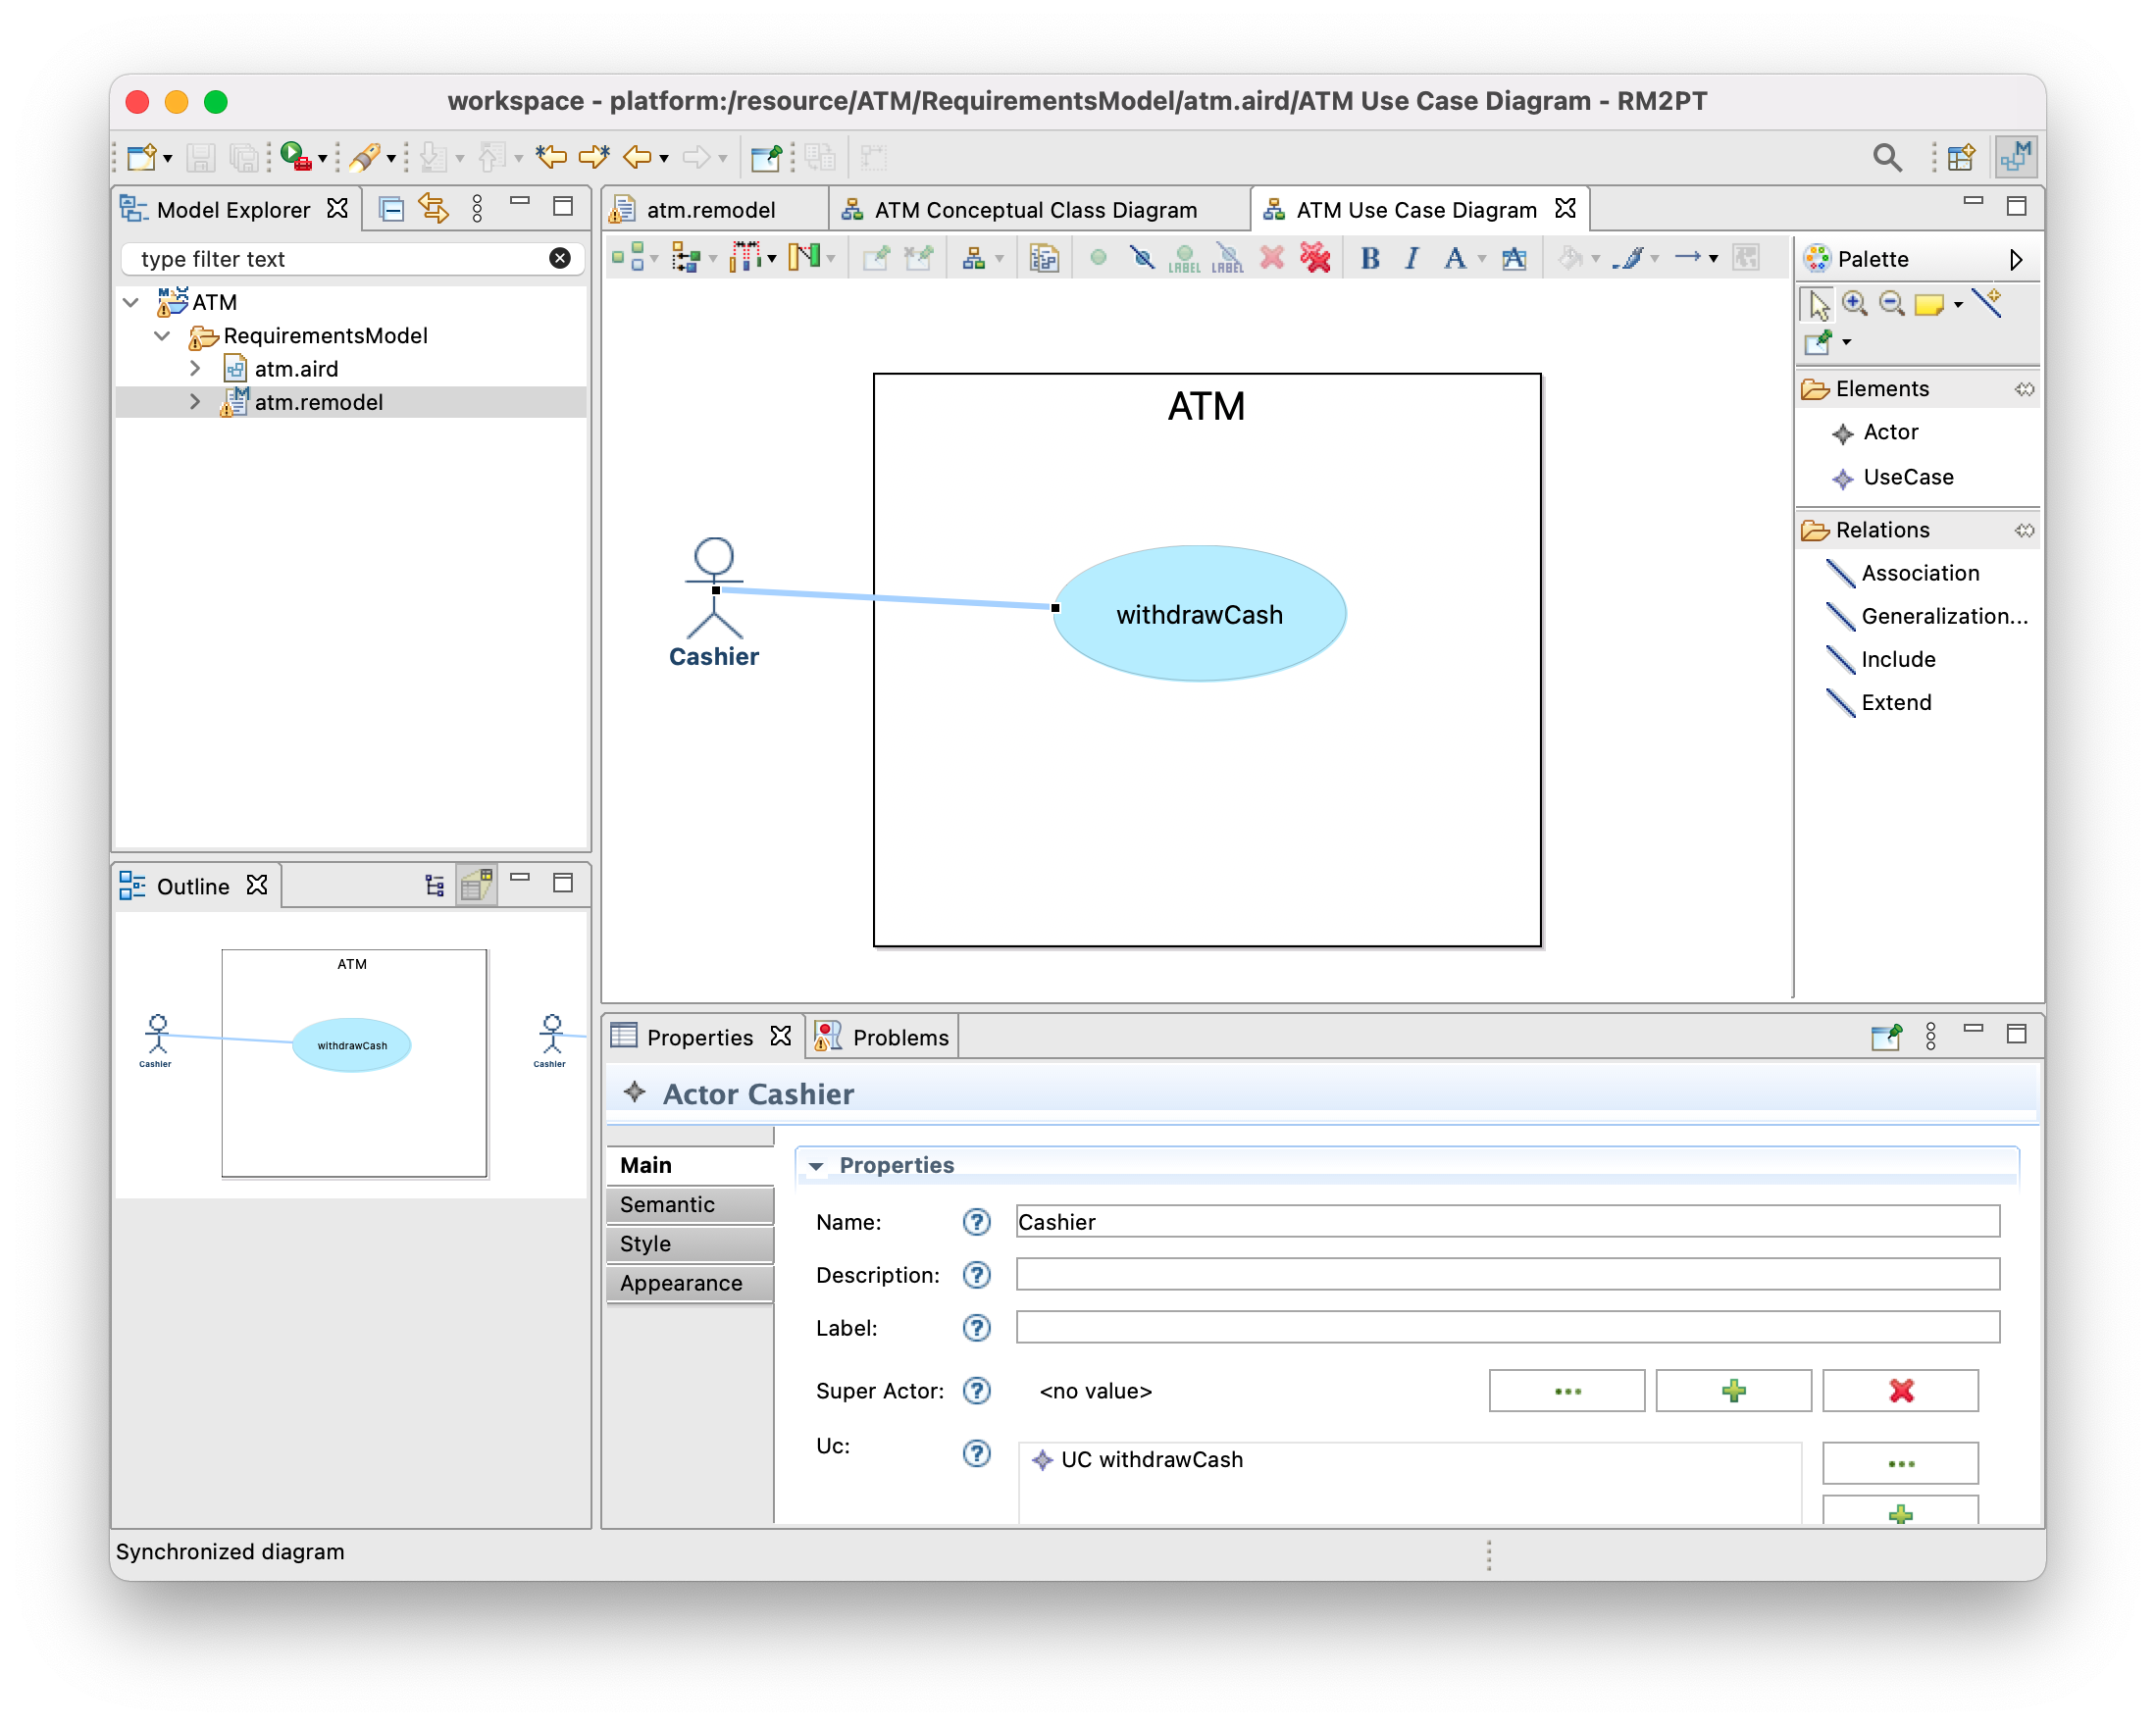 workspace - platform:/resource/ATM/RequirementsModel/atm.aird/ATM Use Case Diagram - RM2PT
Model Explorer
type filter text
ATM
RequirementsModel
atm.aird
atm.remodel
atm.remodel
ATM Conceptual Class Diagram
ATM Use Case Diagram
LABEL
LABEL
B
I
A
A
ATM
Cashier
withdrawCash
Palette
Elements
Actor
UseCase
Relations
Association
Generalization...
Include
Extend
Outline
ATM
Cashier
withdrawCash
Cashier
Properties
Problems
Actor Cashier
Main
Semantic
Style
Appearance
Properties
Name:
Cashier
Description:
Label:
Super Actor:
<no value>
Uc:
UC withdrawCash
Synchronized diagram